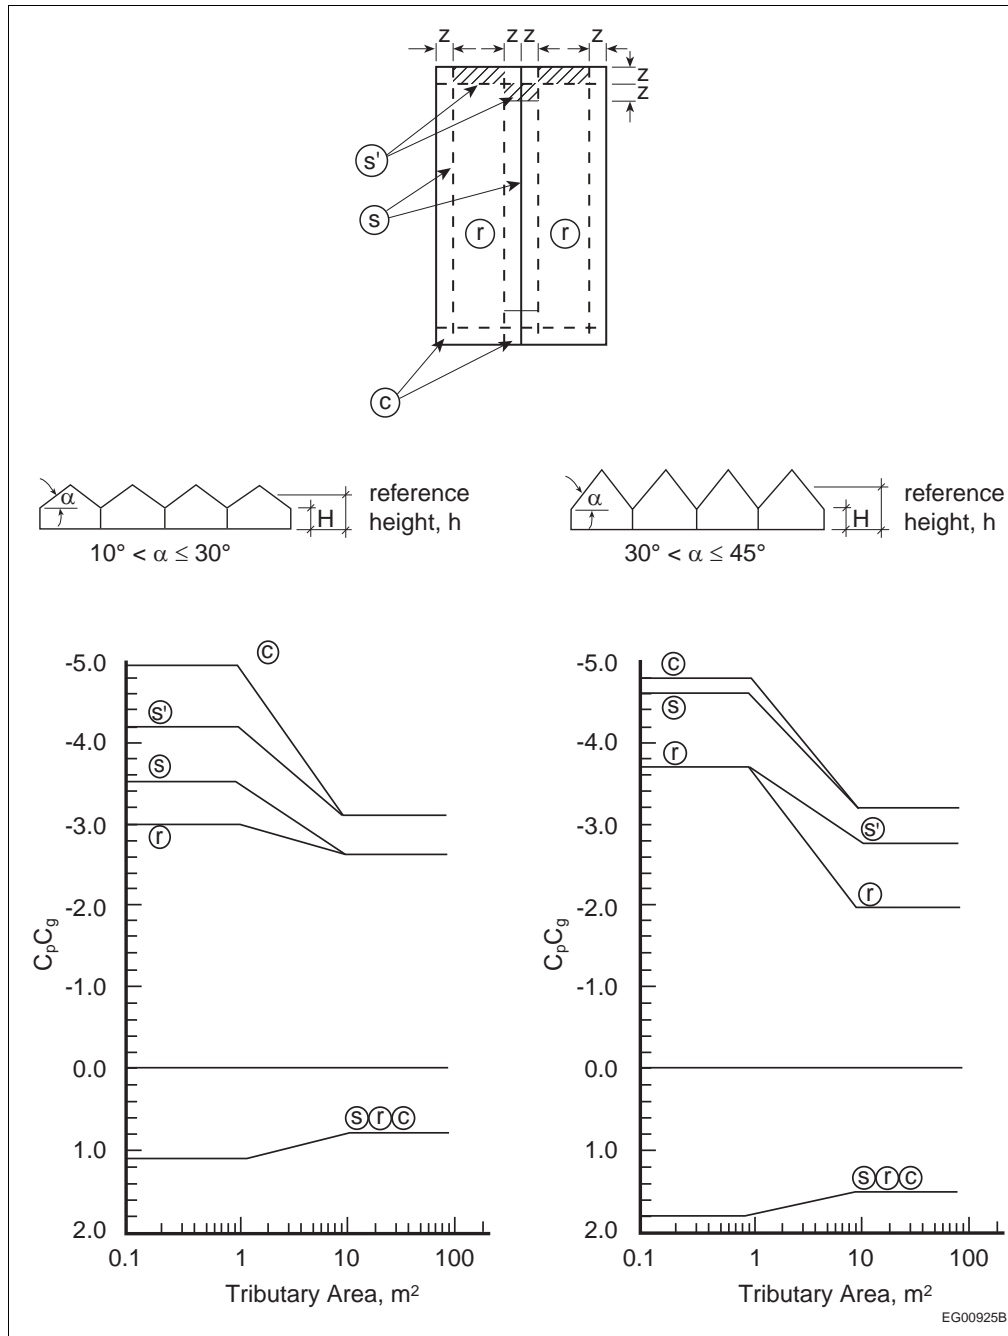 z z z z
z
z
s'
s
r r
c
α
H
reference
height, h
10° < α ≤ 30°
α
H
reference
height, h
30° < α ≤ 45°
CpCg
-5.0
-4.0
-3.0
-2.0
-1.0
0.0
1.0
2.0
c
s'
s
r
s r c
0.1 1 10 100
Tributary Area, m²
CpCg
-5.0
-4.0
-3.0
-2.0
-1.0
0.0
1.0
2.0
c
s
r
s'
r
s r c
0.1 1 10 100
Tributary Area, m²
EG00925B